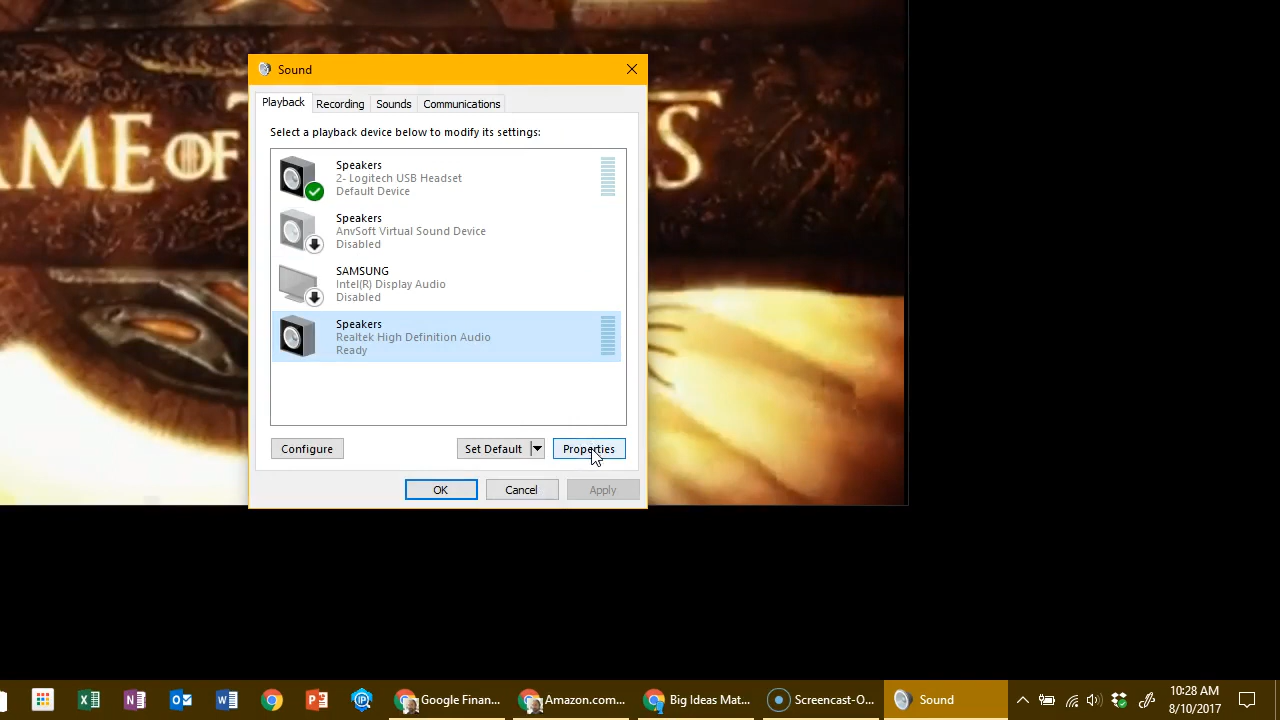 ME OF
S
Sound
Playback Recording Sounds Communications
Select a playback device below to modify its settings:
Speakers
2- Logitech USB Headset
Default Device
Speakers
AnvSoft Virtual Sound Device
Disabled
SAMSUNG
Intel(R) Display Audio
Disabled
Speakers
Realtek High Definition Audio
Ready
Configure Set Default Properties
OK Cancel Apply
Google Finan... Amazon.com... Big Ideas Mat... Screencast-O... Sound
10:28 AM
8/10/2017